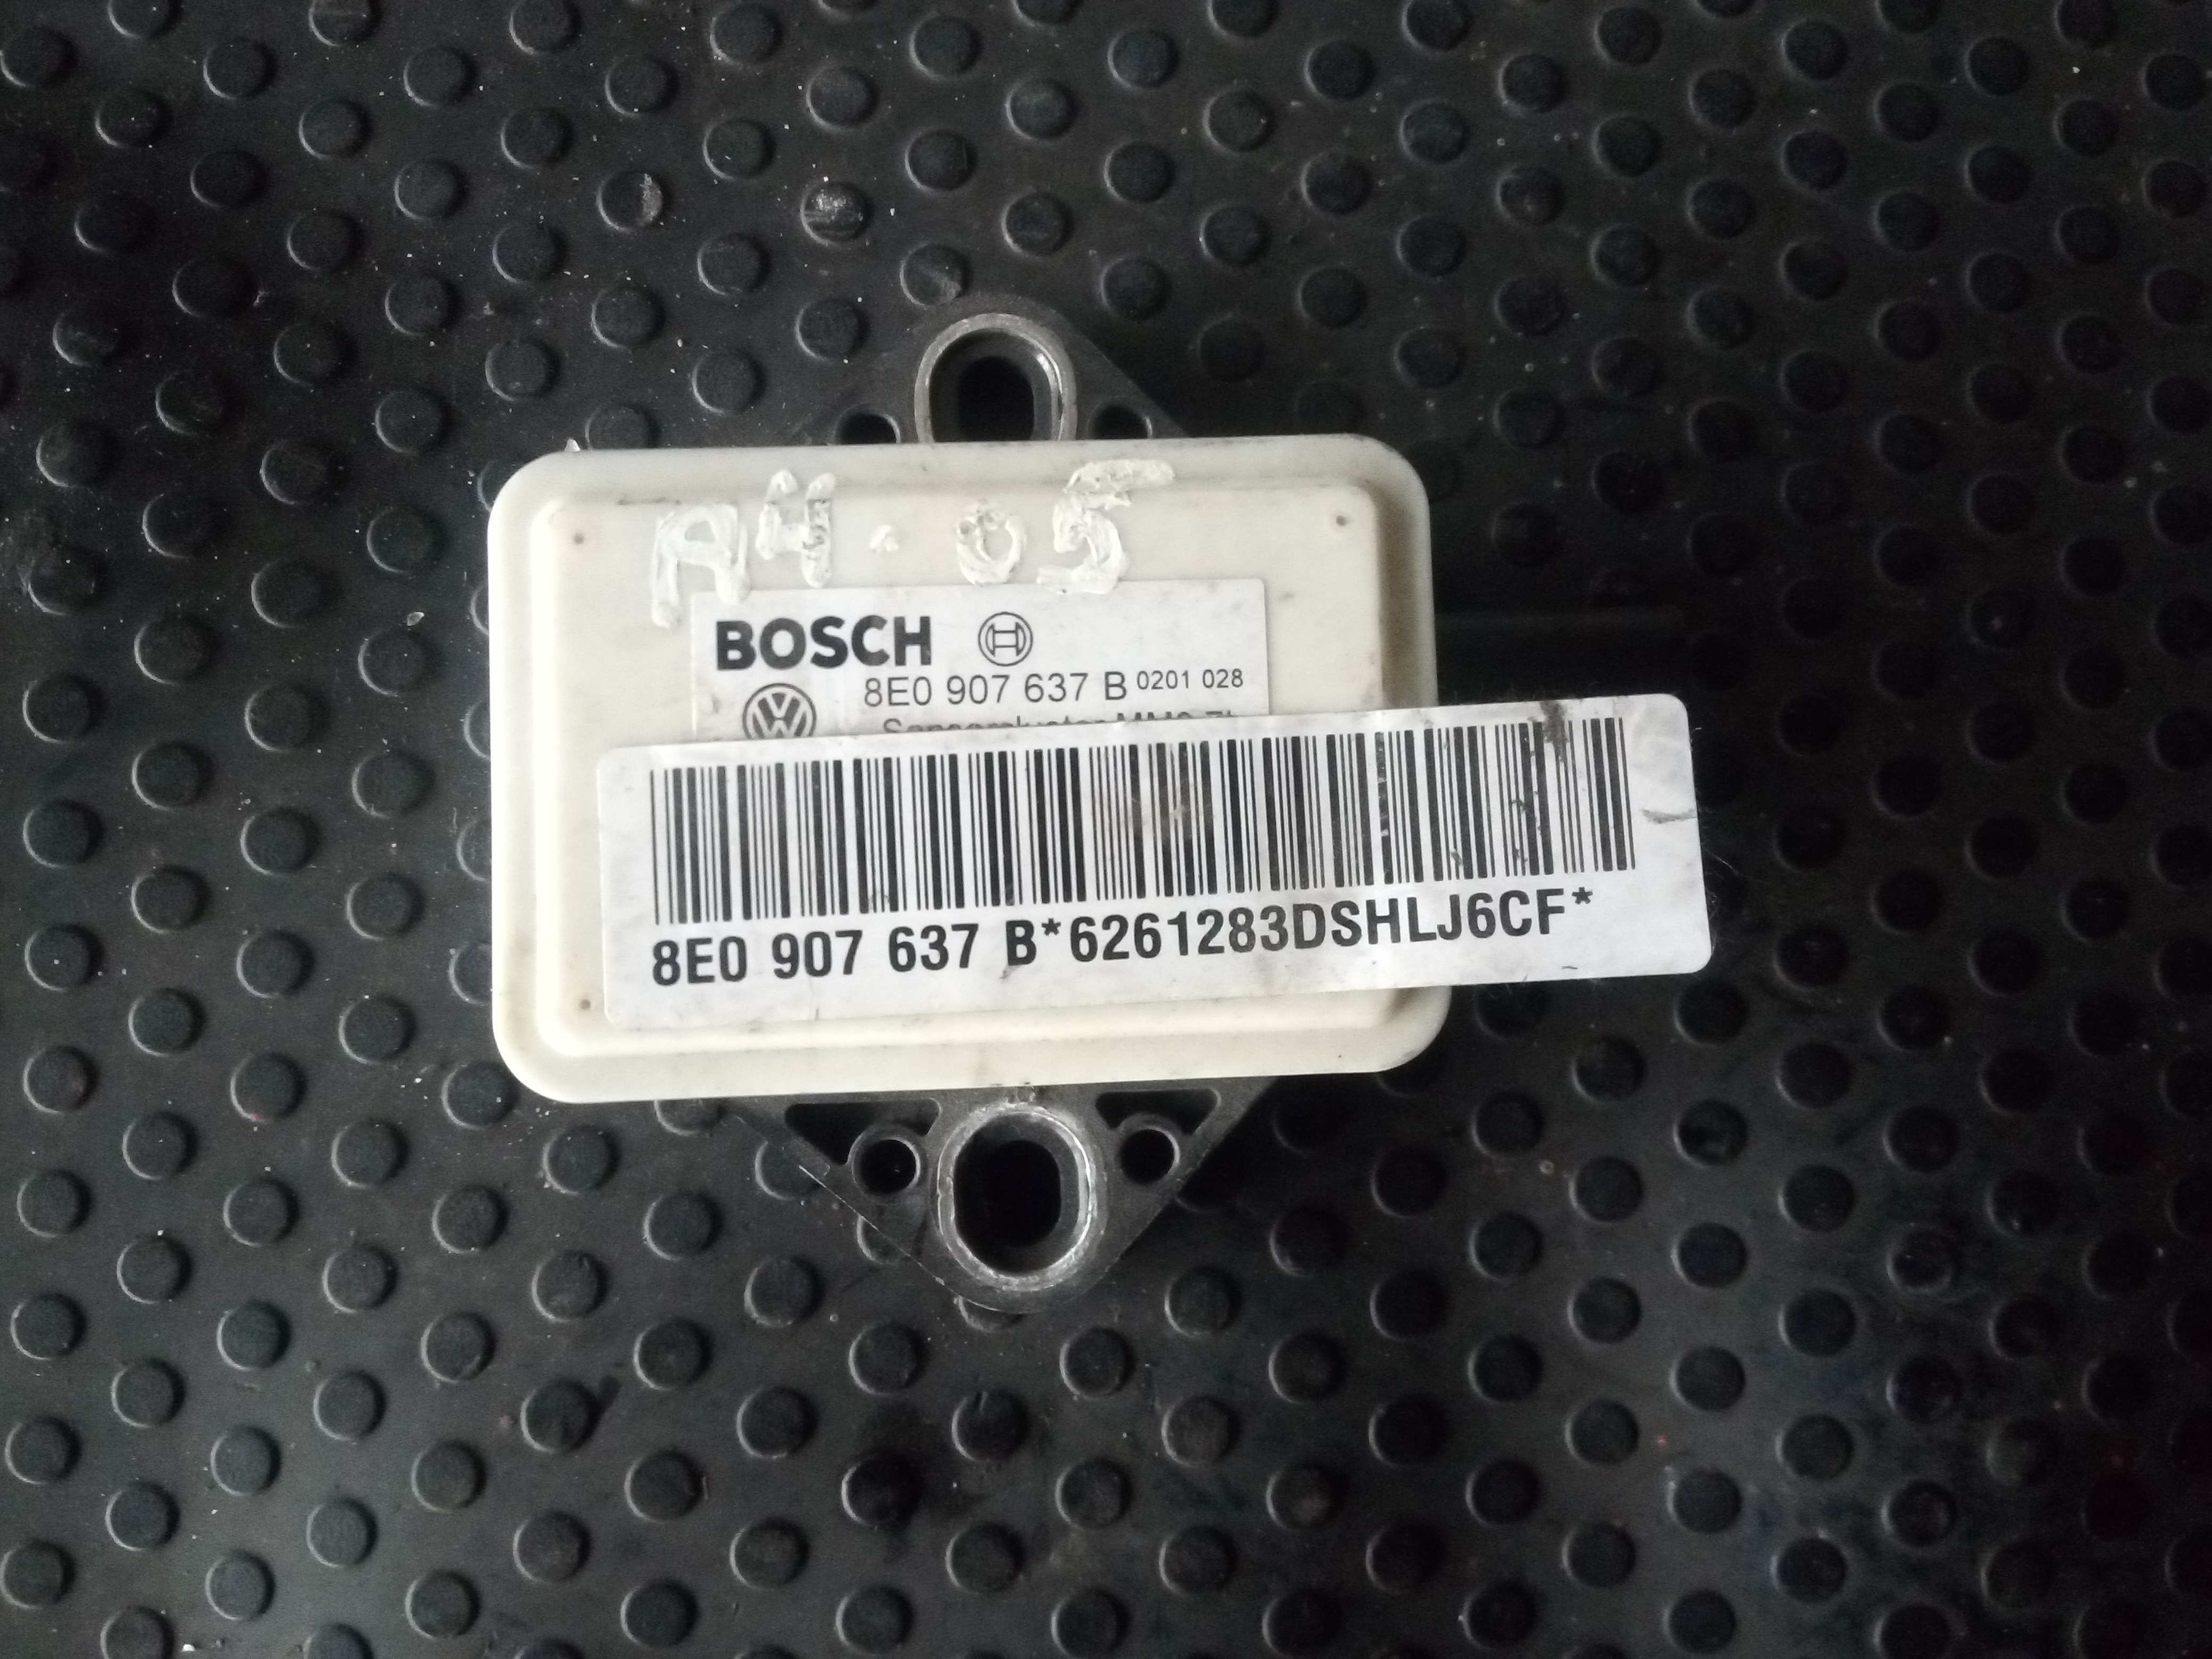 A4 . 05
BOSCH
8E0 907 637 B 0201 028
8E0 907 637 B*6261283DSHLJ6CF*